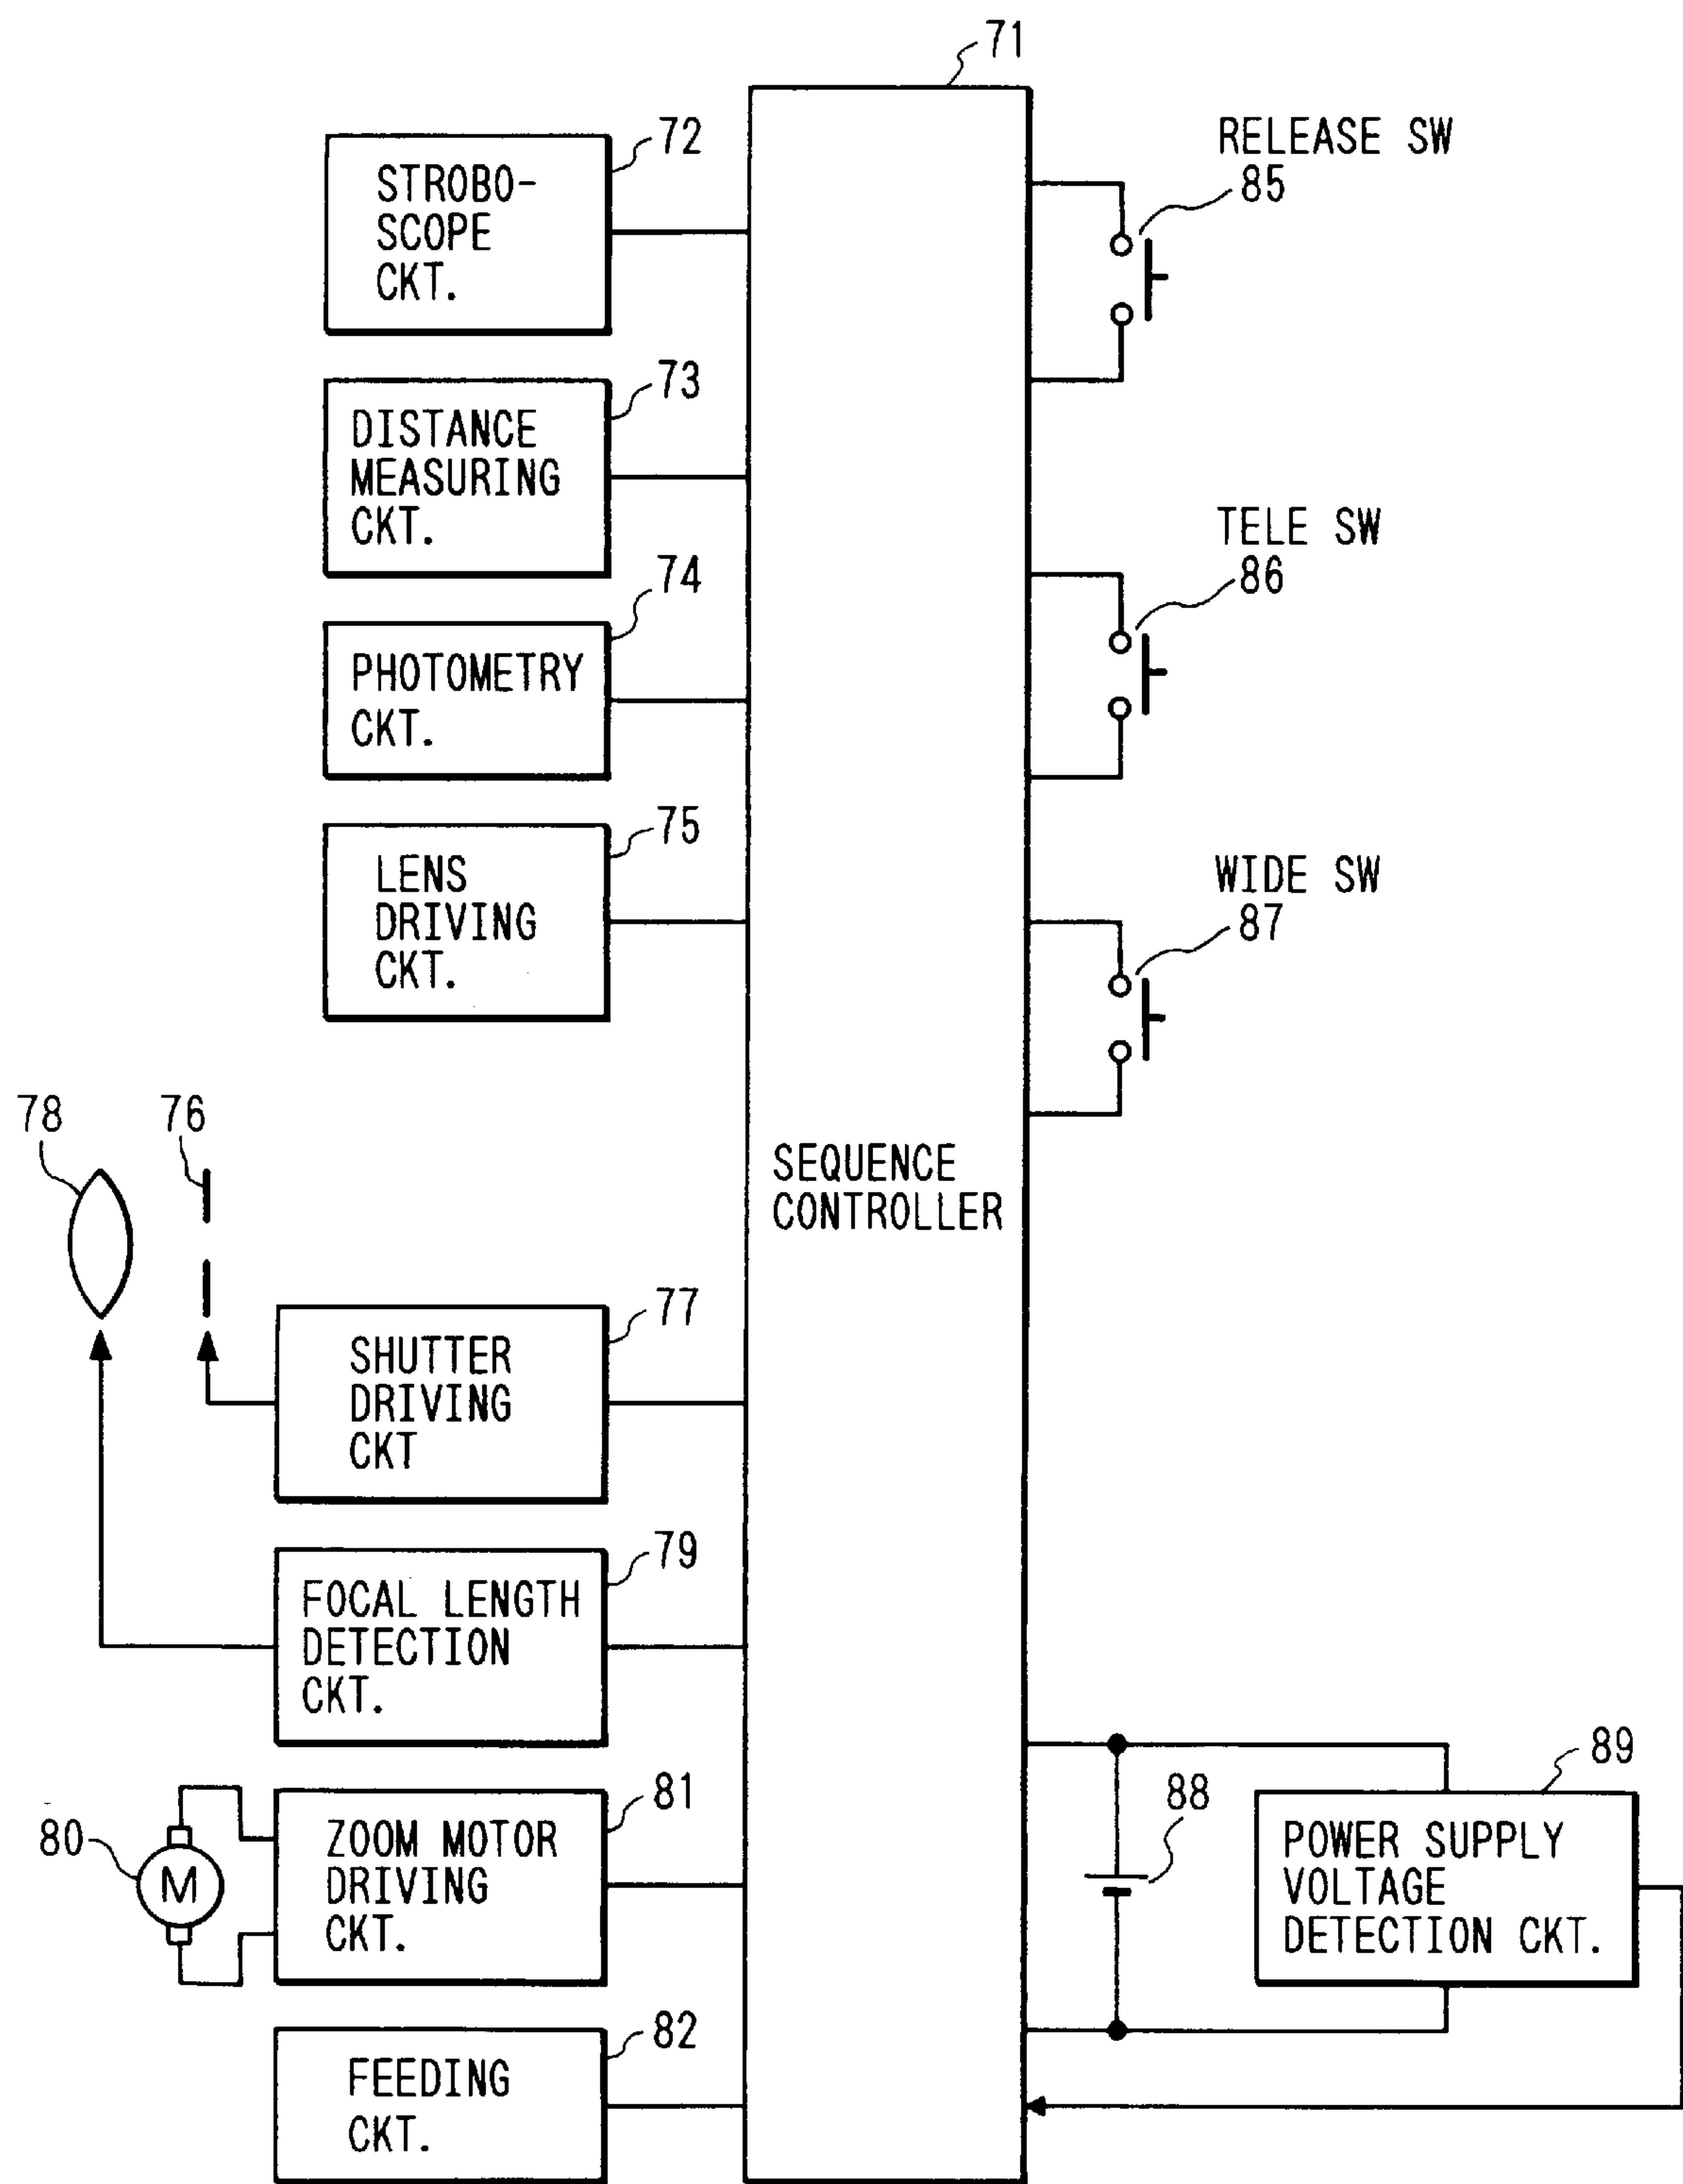 71
72
STROBO-
SCOPE
CKT.
73
DISTANCE
MEASURING
CKT.
74
PHOTOMETRY
CKT.
75
LENS
DRIVING
CKT.
78
76
77
SHUTTER
DRIVING
CKT
79
FOCAL LENGTH
DETECTION
CKT.
80
M
81
ZOOM MOTOR
DRIVING
CKT.
82
FEEDING
CKT.
SEQUENCE
CONTROLLER
RELEASE SW
85
TELE SW
86
WIDE SW
87
88
89
POWER SUPPLY
VOLTAGE
DETECTION CKT.